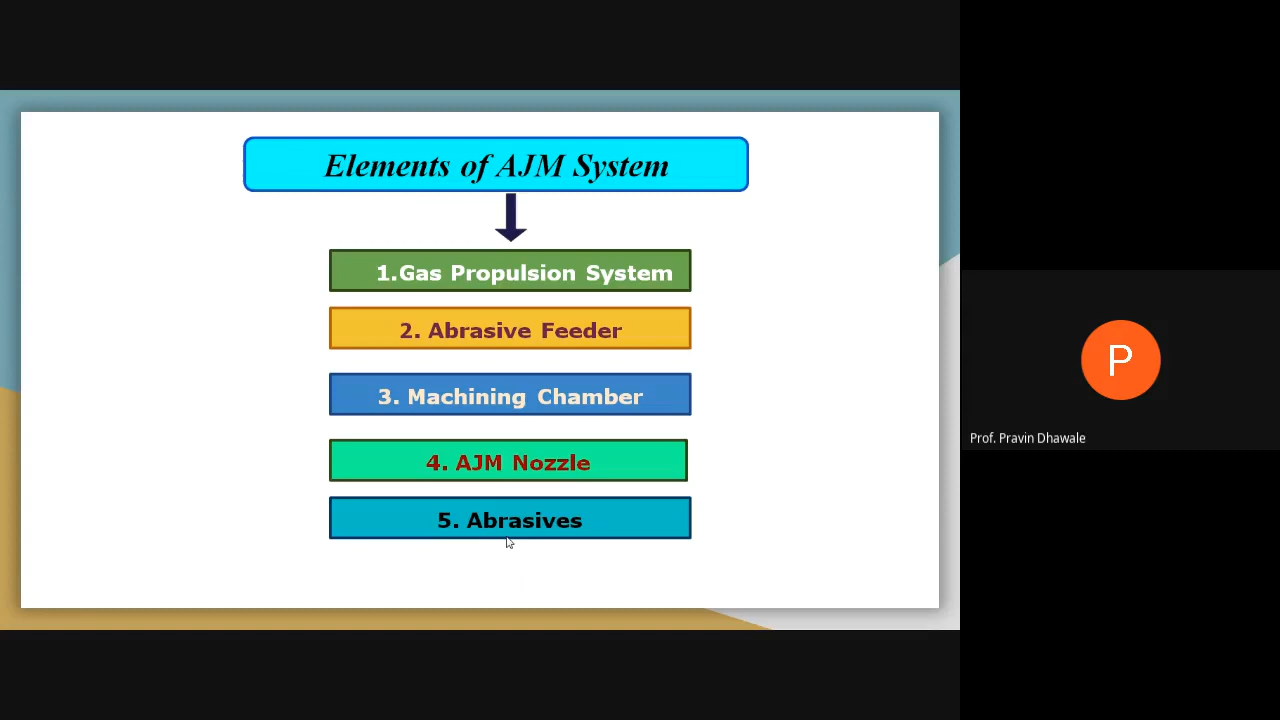 Elements of AJM System
1.Gas Propulsion System
2. Abrasive Feeder
3. Machining Chamber
4. AJM Nozzle
5. Abrasives
P
Prof. Pravin Dhawale